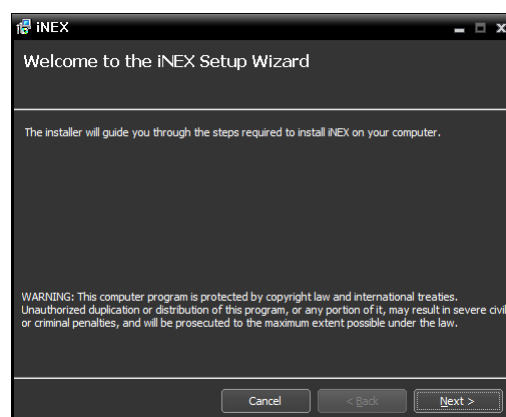 iNEX
Welcome to the iNEX Setup Wizard
The installer will guide you through the steps required to install iNEX on your computer.
WARNING: This computer program is protected by copyright law and international treaties.
Unauthorized duplication or distribution of this program, or any portion of it, may result in severe civil
or criminal penalties, and will be prosecuted to the maximum extent possible under the law.
Cancel
< Back
Next >